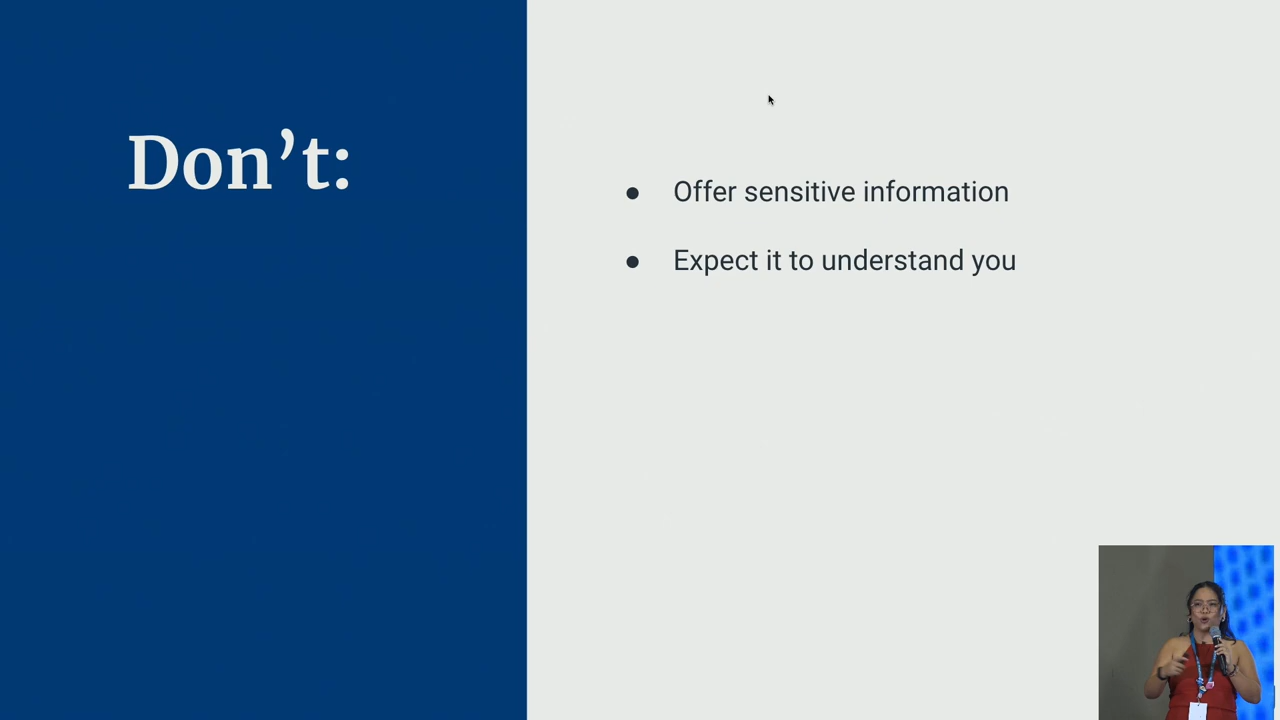 Don’t:
● Offer sensitive information
● Expect it to understand you